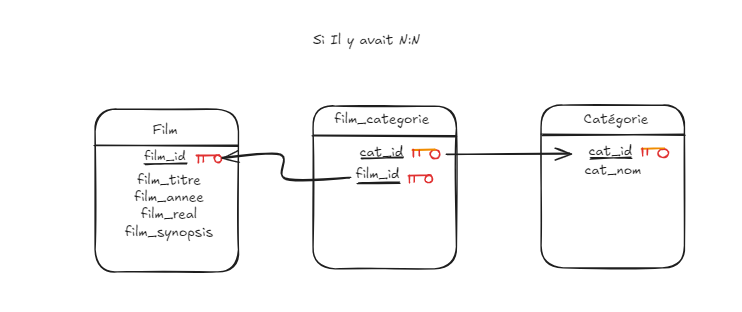 Si Il y avait N:N
Film
film_id
film_titre
film_annee
film_real
film_synopsis
film_categorie
cat_id
film_id
Catégorie
cat_id
cat_nom